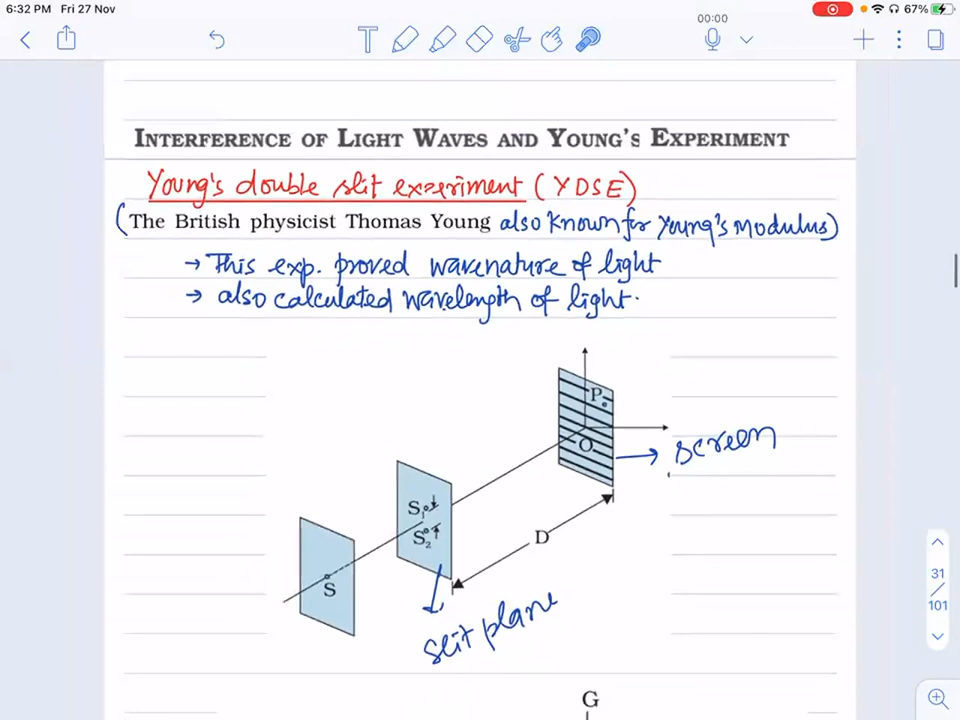 6:32 PM Fri 27 Nov
67%
00:00
INTERFERENCE OF LIGHT WAVES AND YOUNG'S EXPERIMENT
Young's double slit experiment (YDSE)
(The British physicist Thomas Young also known for Young's Modulus)
→ This exp. proved wavenature of light
→ also calculated wavelength of light.
P
O
→ screen
S1
S2
D
S
slit plane
G
31
/
101